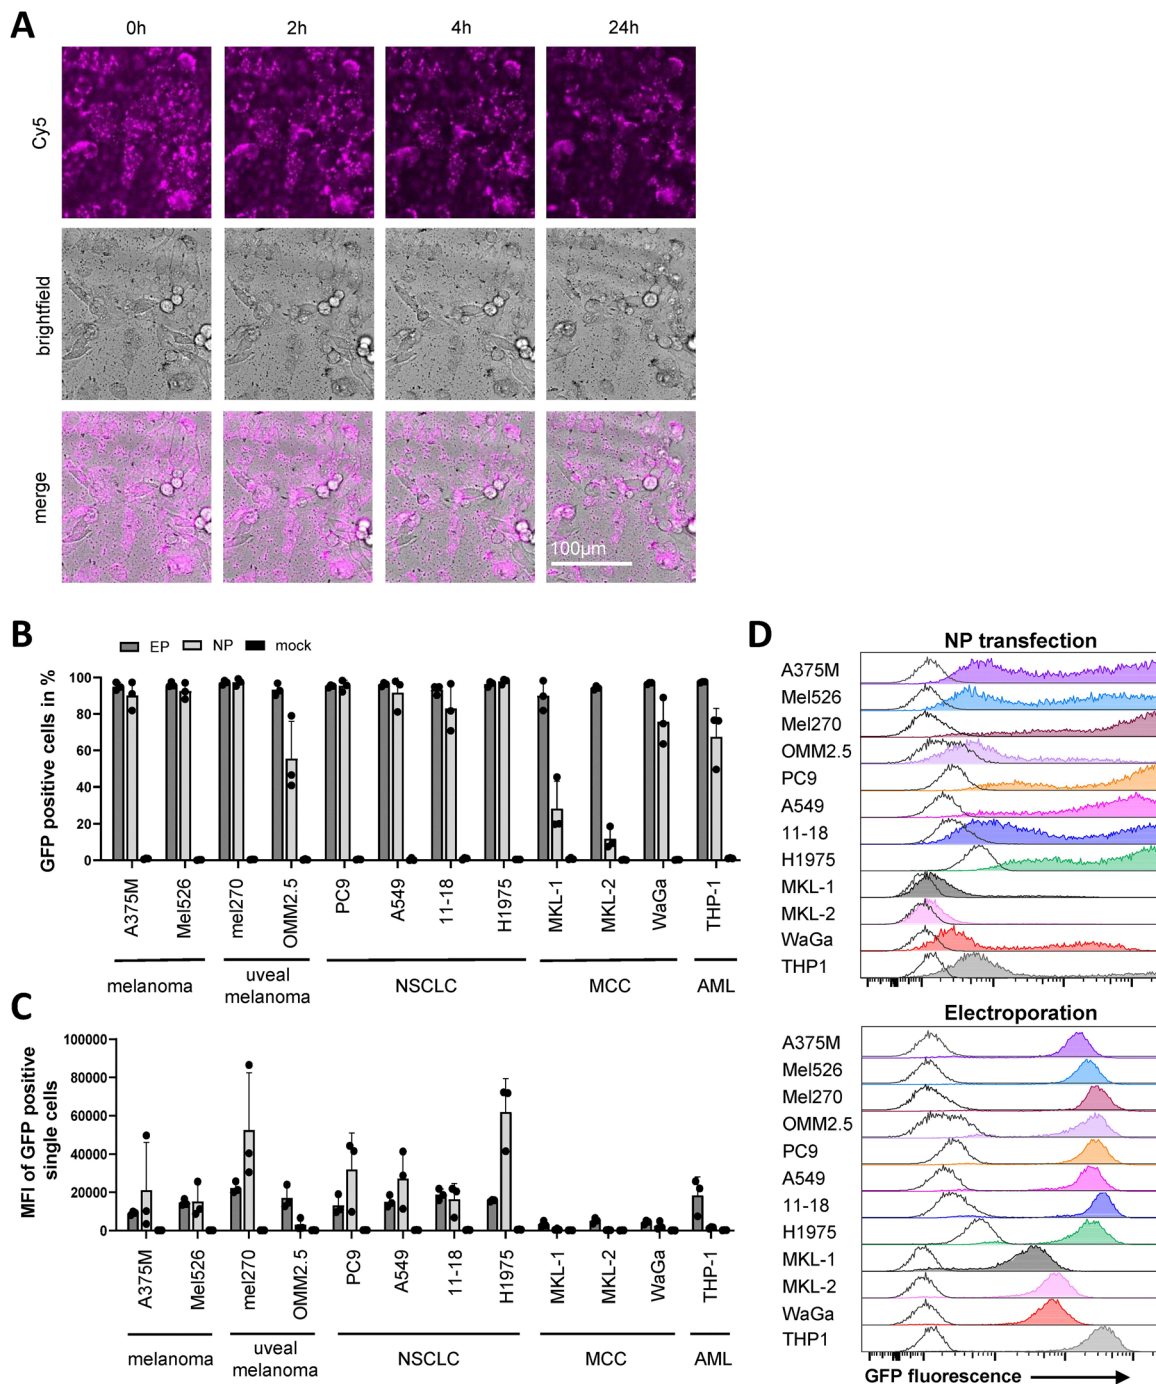 A
0h 2h 4h 24h
Cy5
brightfield
merge
100µm
B
EP NP mock
GFP positive cells in %
100
80
60
40
20
0
A375M Mel526 mel270 OMM2.5 PC9 A549 11-18 H1975 MKL-1 MKL-2 WaGa THP-1
melanoma uveal melanoma NSCLC MCC AML
C
MFI of GFP positive
single cells
100000
80000
60000
40000
20000
0
A375M Mel526 mel270 OMM2.5 PC9 A549 11-18 H1975 MKL-1 MKL-2 WaGa THP-1
melanoma uveal melanoma NSCLC MCC AML
D
NP transfection
A375M
Mel526
Mel270
OMM2.5
PC9
A549
11-18
H1975
MKL-1
MKL-2
WaGa
THP1
Electroporation
A375M
Mel526
Mel270
OMM2.5
PC9
A549
11-18
H1975
MKL-1
MKL-2
WaGa
THP1
GFP fluorescence